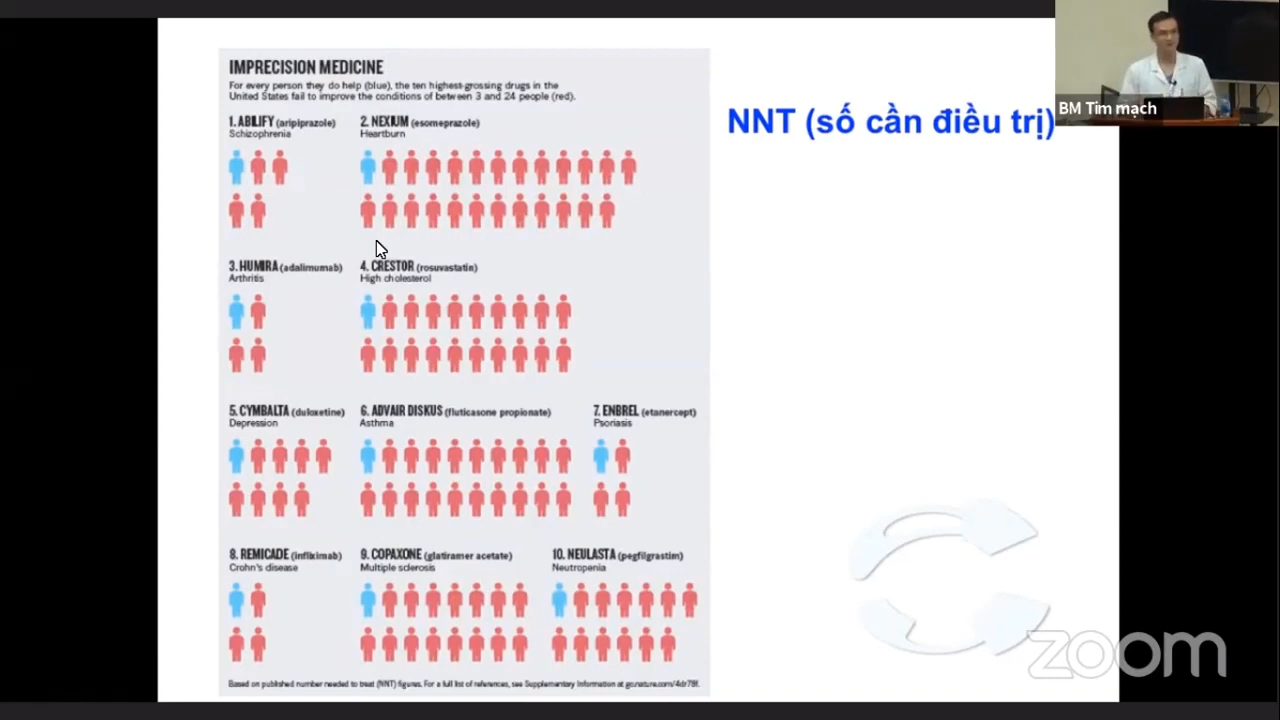 IMPRECISION MEDICINE
For every person they do help (blue), the ten highest-grossing drugs in the
United States fail to improve the conditions of between 3 and 24 people (red).
1. ABILIFY (aripiprazole)
Schizophrenia
2. NEXIUM (esomeprazole)
Heartburn
3. HUMIRA (adalimumab)
Arthritis
4. CRESTOR (rosuvastatin)
High cholesterol
5. CYMBALTA (duloxetine)
Depression
6. ADVAIR DISKUS (fluticasone propionate)
Asthma
7. ENBREL (etanercept)
Psoriasis
8. REMICADE (infliximab)
Crohn's disease
9. COPAXONE (glatiramer acetate)
Multiple sclerosis
10. NEULASTA (pegfilgrastim)
Neutropenia
Based on published number needed to treat (NNT) figures. For a full list of references, see Supplementary Information at go.nature.com/4dr78f.
NNT (số cần điều trị)
BM Tim mạch
zoom